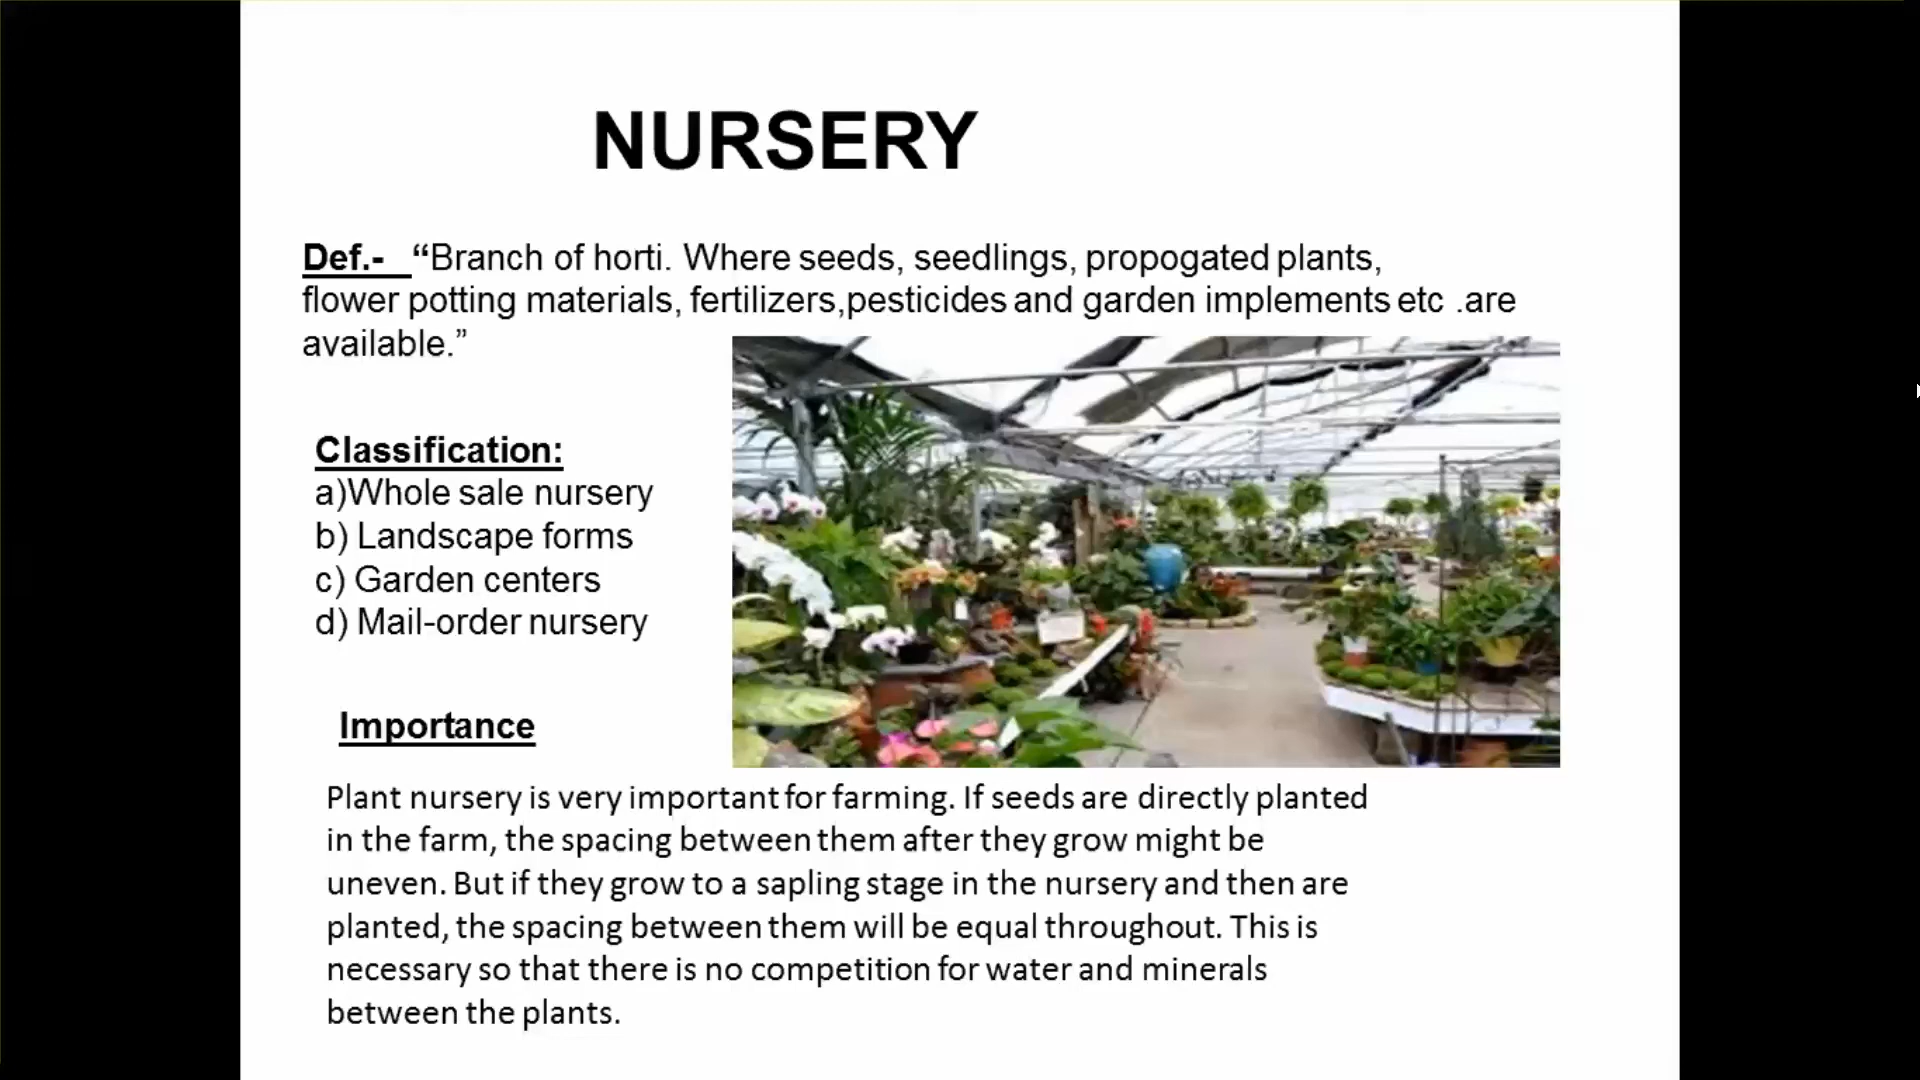 NURSERY
Def.- “Branch of horti. Where seeds, seedlings, propogated plants,
flower potting materials, fertilizers,pesticides and garden implements etc .are
available.”
Classification:
a)Whole sale nursery
b) Landscape forms
c) Garden centers
d) Mail-order nursery
Importance
Plant nursery is very important for farming. If seeds are directly planted
in the farm, the spacing between them after they grow might be
uneven. But if they grow to a sapling stage in the nursery and then are
planted, the spacing between them will be equal throughout. This is
necessary so that there is no competition for water and minerals
between the plants.